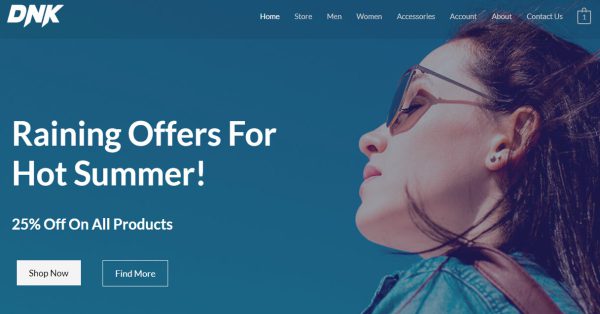 DNK
Home Store Men Women Accessories Account About Contact Us 1
Raining Offers For
Hot Summer!
25% Off On All Products
Shop Now Find More